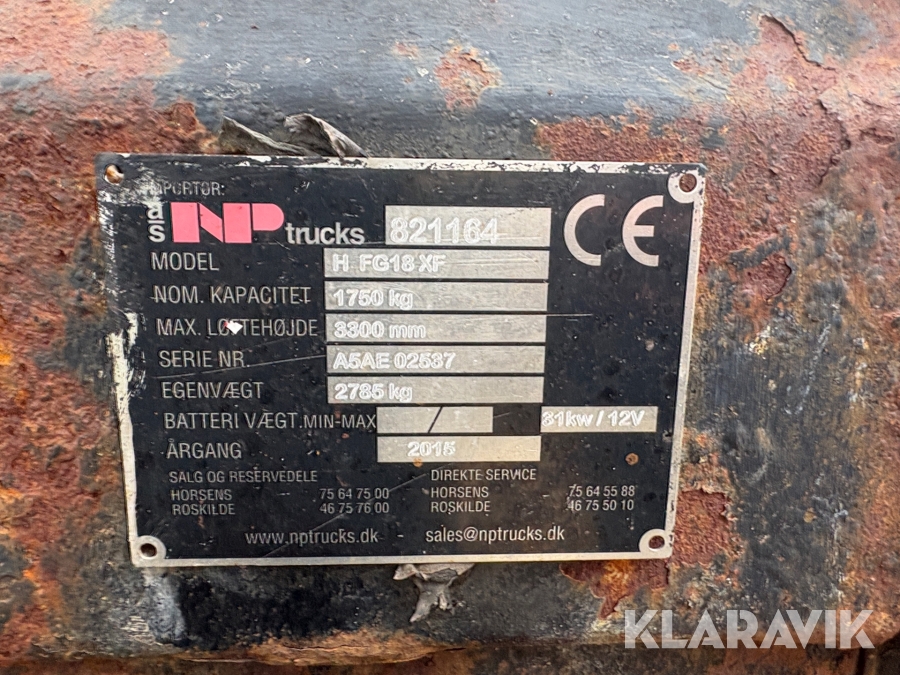 IMPORTØR:
a/s NP trucks 821164 CE
MODEL H FG18 XF
NOM. KAPACITET 1750 kg
MAX. LØFTEHØJDE 3300 mm
SERIE NR. A5AE 02537
EGENVÆGT 2785 kg
BATTERI VÆGT. MIN-MAX / 31kw / 12V
ÅRGANG 2015
SALG OG RESERVEDELE DIREKTE SERVICE
HORSENS 75 64 75 00 HORSENS 75 64 55 88
ROSKILDE 46 75 76 00 ROSKILDE 46 75 50 10
www.nptrucks.dk - sales@nptrucks.dk
KLARAVIK